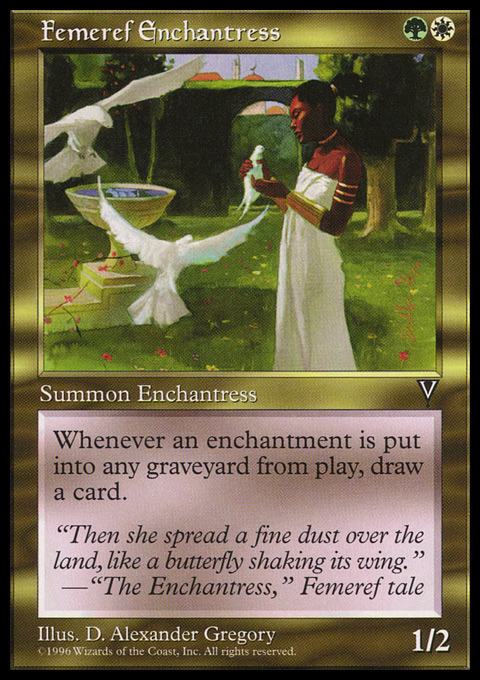 Femeref Enchantress
Summon Enchantress
V
Whenever an enchantment is put
into any graveyard from play, draw
a card.
“Then she spread a fine dust over the
land, like a butterfly shaking its wing.”
—“The Enchantress,” Femeref tale
Illus. D. Alexander Gregory
©1996 Wizards of the Coast, Inc. All rights reserved.
1/2